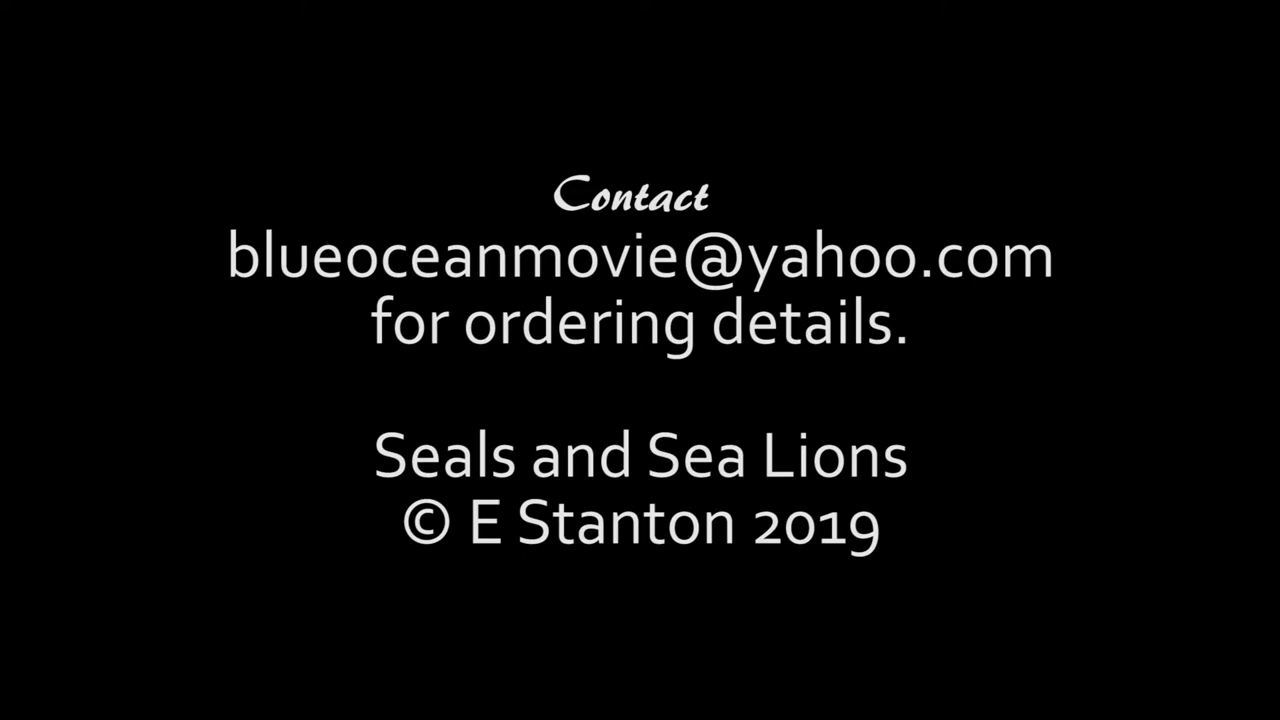 Contact
blueoceanmovie@yahoo.com
for ordering details.
Seals and Sea Lions
© E Stanton 2019